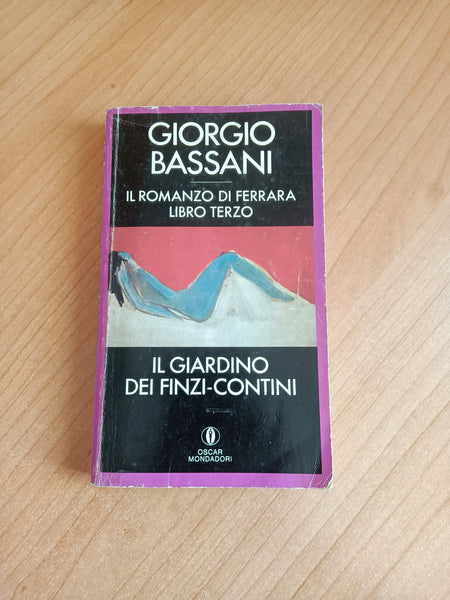 GIORGIO
BASSANI
IL ROMANZO DI FERRARA
LIBRO TERZO
IL GIARDINO
DEI FINZI-CONTINI
OSCAR
MONDADORI